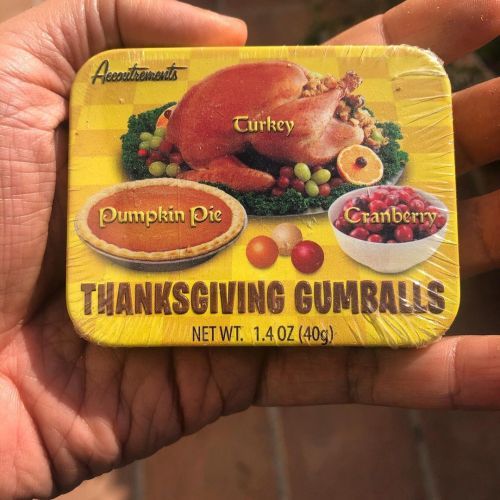 Accoutrements
Turkey
Pumpkin Pie
Cranberry
THANKSGIVING GUMBALLS
NET WT. 1.4 OZ (40g)